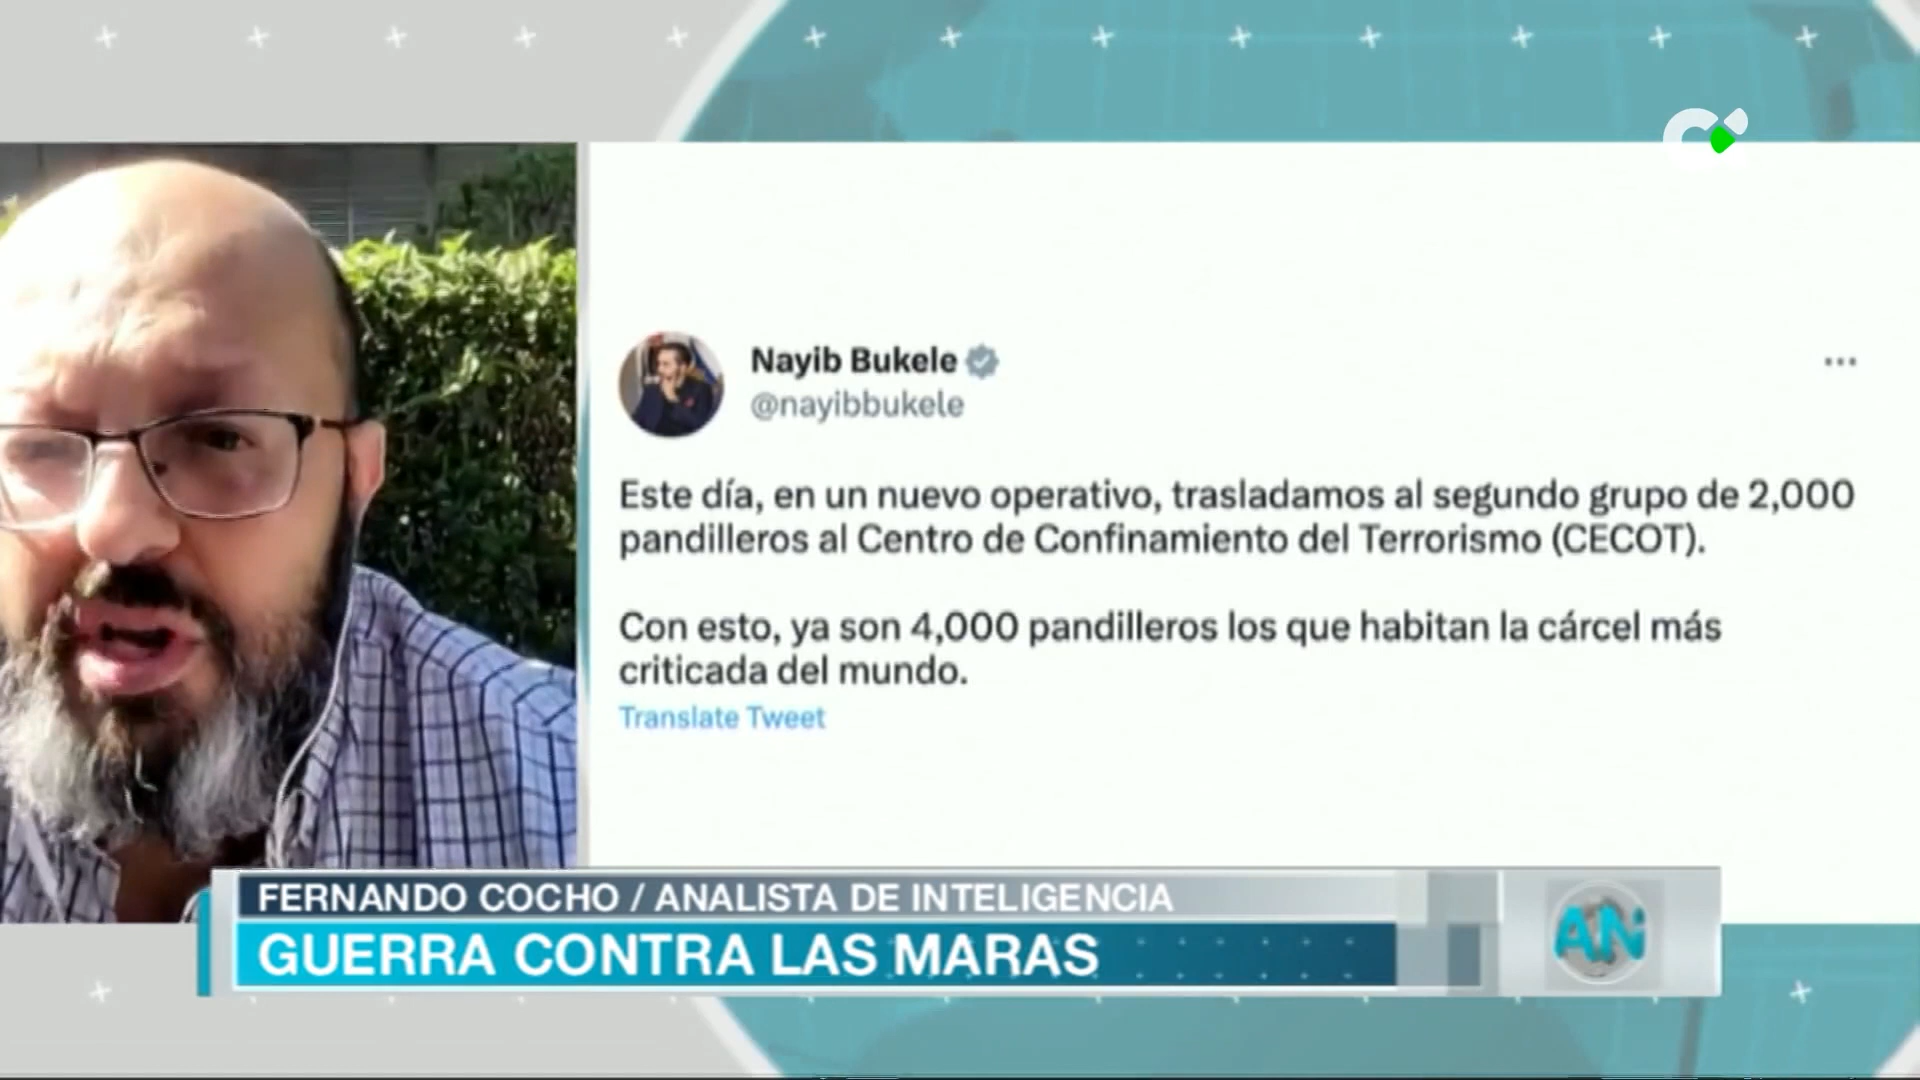 Nayib Bukele
@nayibbukele
Este día, en un nuevo operativo, trasladamos al segundo grupo de 2,000
pandilleros al Centro de Confinamiento del Terrorismo (CECOT).
Con esto, ya son 4,000 pandilleros los que habitan la cárcel más
criticada del mundo.
Translate Tweet
FERNANDO COCHO / ANALISTA DE INTELIGENCIA
GUERRA CONTRA LAS MARAS
AN